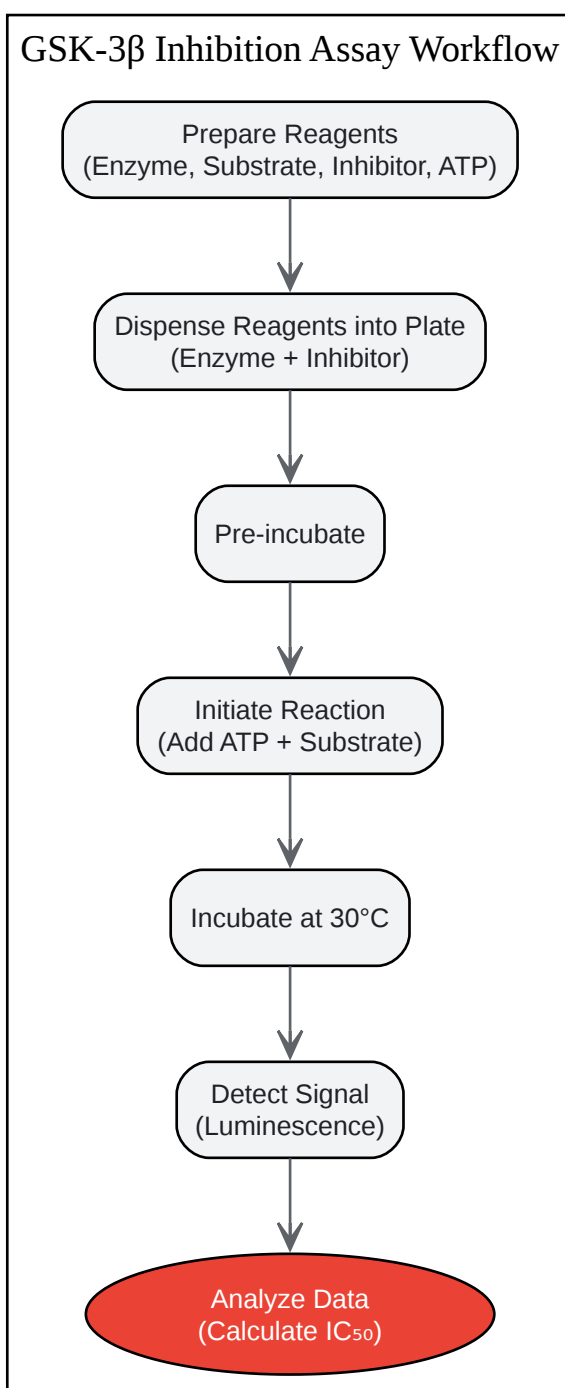 GSK-3β Inhibition Assay Workflow
Prepare Reagents
(Enzyme, Substrate, Inhibitor, ATP)
Dispense Reagents into Plate
(Enzyme + Inhibitor)
Pre-incubate
Initiate Reaction
(Add ATP + Substrate)
Incubate at 30°C
Detect Signal
(Luminescence)
Analyze Data
(Calculate IC₅₀)